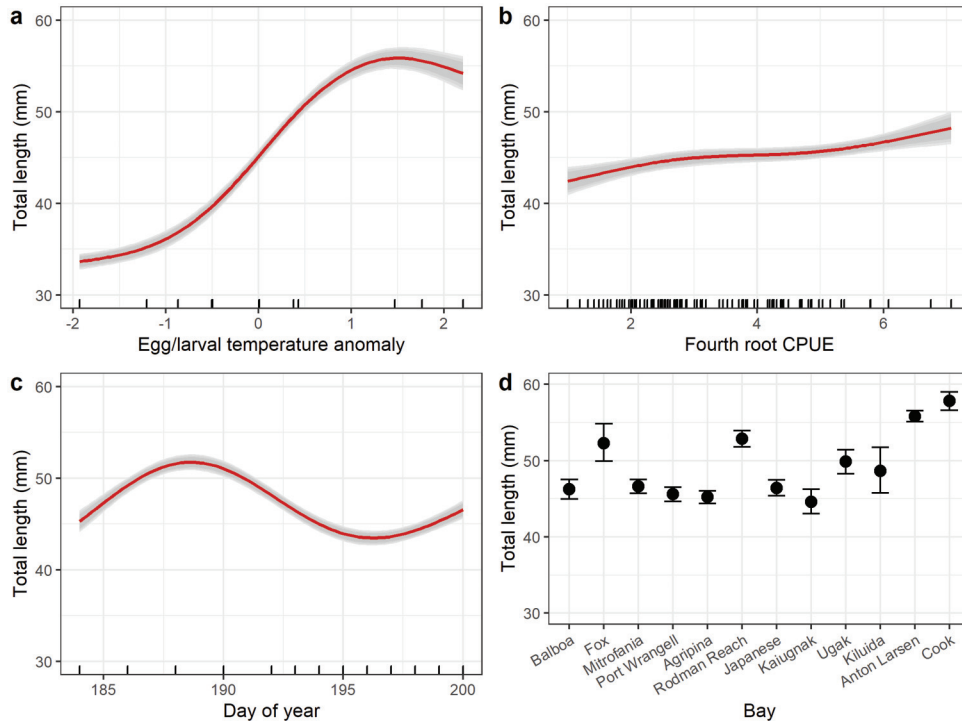 a
60
50
40
30
Total length (mm)
-2 -1 0 1 2
Egg/larval temperature anomaly
b
60
50
40
30
Total length (mm)
2 4 6
Fourth root CPUE
c
60
50
40
30
Total length (mm)
185 190 195 200
Day of year
d
60
50
40
30
Total length (mm)
Balboa
Fox
Mitrofania
Port Wrangell
Agripina
Rodman Reach
Japanese
Kaiugnak
Ugak
Kiluida
Anton Larsen
Cook
Bay